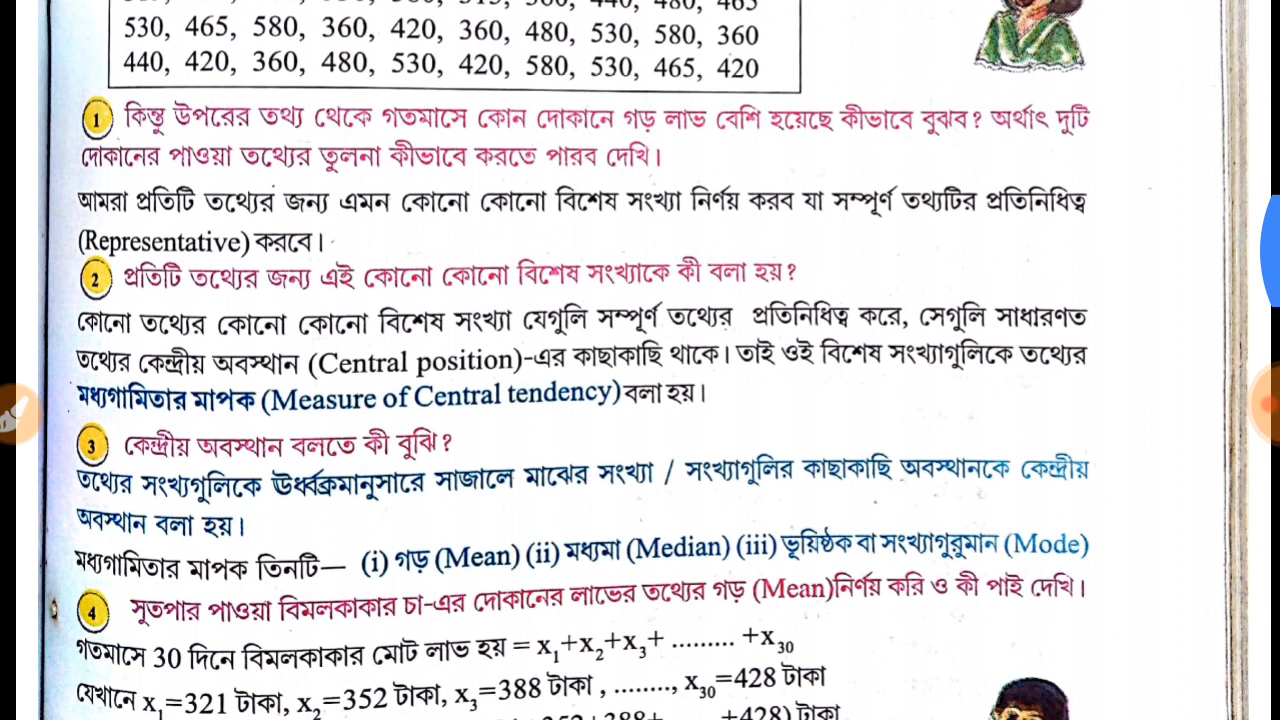 530, 465, 580, 360, 420, 360, 480, 530, 580, 360
440, 420, 360, 480, 530, 420, 580, 530, 465, 420
1 কিন্তু উপরের তথ্য থেকে গতমাসে কোন দোকানে গড় লাভ বেশি হয়েছে কীভাবে বুঝব? অর্থাৎ দুটি
দোকানের পাওয়া তথ্যের তুলনা কীভাবে করতে পারব দেখি।
আমরা প্রতিটি তথ্যের জন্য এমন কোনো কোনো বিশেষ সংখ্যা নির্ণয় করব যা সম্পূর্ণ তথ্যটির প্রতিনিধিত্ব
(Representative) করবে।
2 প্রতিটি তথ্যের জন্য এই কোনো কোনো বিশেষ সংখ্যাকে কী বলা হয়?
কোনো তথ্যের কোনো কোনো বিশেষ সংখ্যা যেগুলি সম্পূর্ণ তথ্যের প্রতিনিধিত্ব করে, সেগুলি সাধারণত
তথ্যের কেন্দ্রীয় অবস্থান (Central position)-এর কাছাকাছি থাকে। তাই ওই বিশেষ সংখ্যাগুলিকে তথ্যের
মধ্যগামিতার মাপক (Measure of Central tendency) বলা হয়।
3 কেন্দ্রীয় অবস্থান বলতে কী বুঝি?
তথ্যের সংখ্যগুলিকে ঊর্ধ্বক্রমানুসারে সাজালে মাঝের সংখ্যা / সংখ্যাগুলির কাছাকাছি অবস্থানকে কেন্দ্রীয়
অবস্থান বলা হয়।
মধ্যগামিতার মাপক তিনটি— (i) গড় (Mean) (ii) মধ্যমা (Median) (iii) ভূয়িষ্ঠক বা সংখ্যাগুরুমান (Mode)
4 সুতপার পাওয়া বিমলকাকার চা-এর দোকানের লাভের তথ্যের গড় (Mean)নির্ণয় করি ও কী পাই দেখি।
গতমাসে 30 দিনে বিমলকাকার মোট লাভ হয় = x₁+x₂+x₃+ ......... +x₃₀
যেখানে x₁=321 টাকা, x₂=352 টাকা, x₃=388 টাকা , ........, x₃₀=428 টাকা